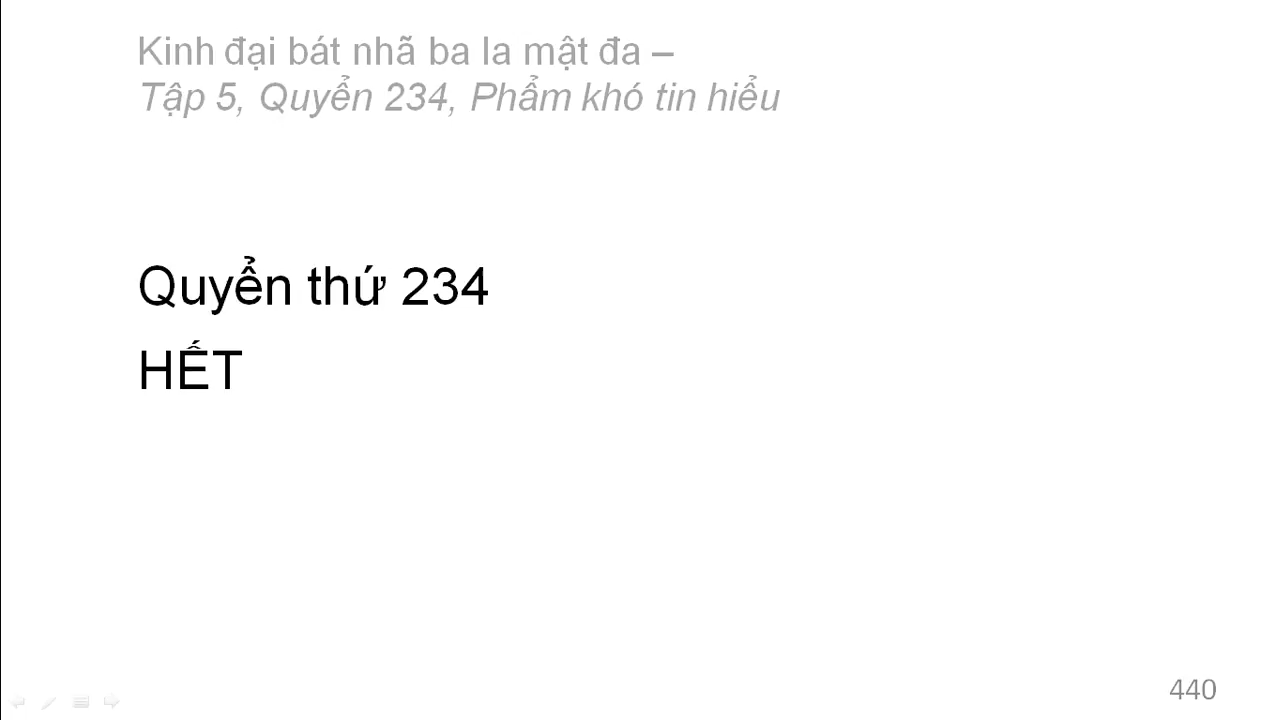 Kinh đại bát nhã ba la mật đa –
Tập 5, Quyển 234, Phẩm khó tin hiểu
Quyển thứ 234
HẾT
440